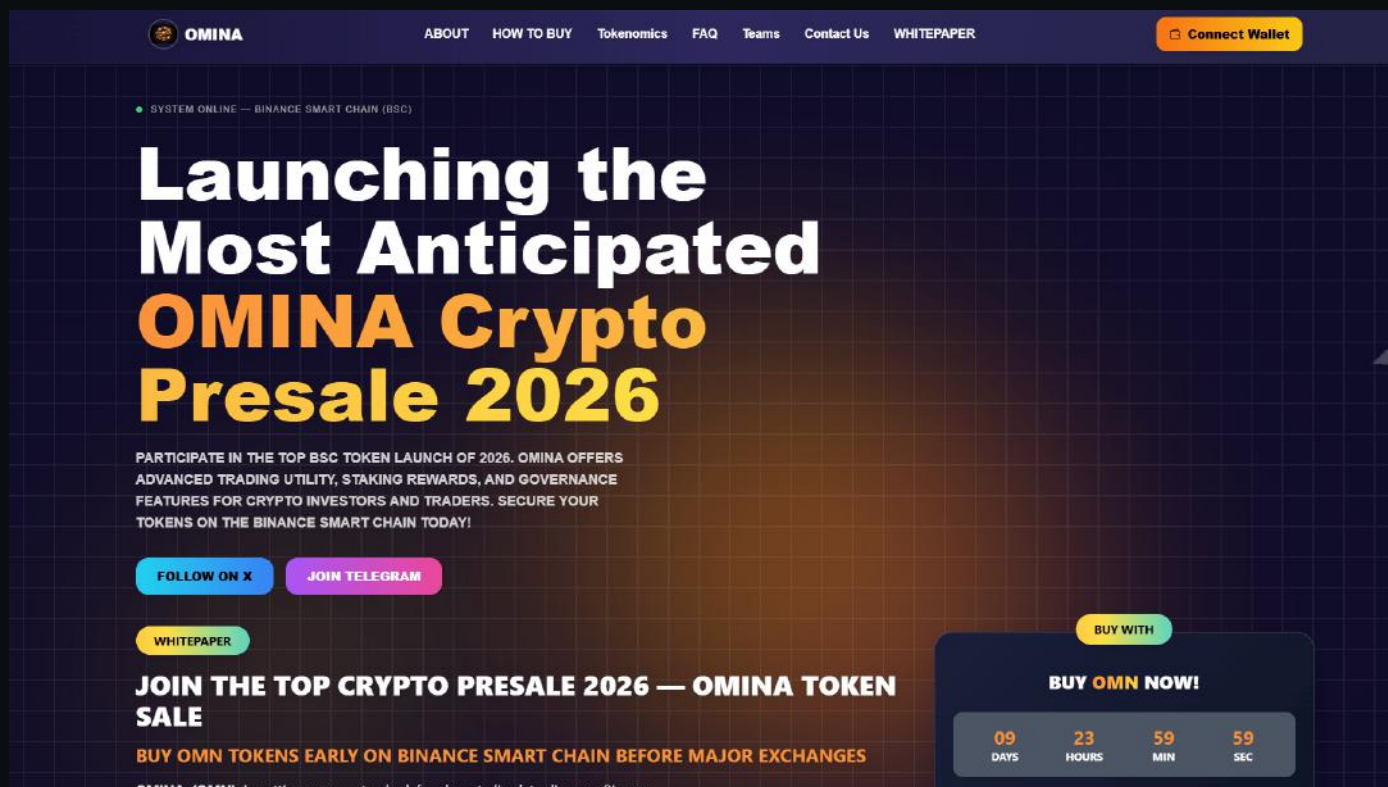 OMINA
ABOUT HOW TO BUY Tokenomics FAQ Teams Contact Us WHITEPAPER
Connect Wallet
SYSTEM ONLINE — BINANCE SMART CHAIN (BSC)
Launching the
Most Anticipated
OMINA Crypto
Presale 2026
PARTICIPATE IN THE TOP BSC TOKEN LAUNCH OF 2026. OMINA OFFERS
ADVANCED TRADING UTILITY, STAKING REWARDS, AND GOVERNANCE
FEATURES FOR CRYPTO INVESTORS AND TRADERS. SECURE YOUR
TOKENS ON THE BINANCE SMART CHAIN TODAY!
FOLLOW ON X JOIN TELEGRAM
WHITEPAPER
JOIN THE TOP CRYPTO PRESALE 2026 — OMINA TOKEN
SALE
BUY OMN TOKENS EARLY ON BINANCE SMART CHAIN BEFORE MAJOR EXCHANGES
BUY WITH
BUY OMN NOW!
09 23 59 59
DAYS HOURS MIN SEC